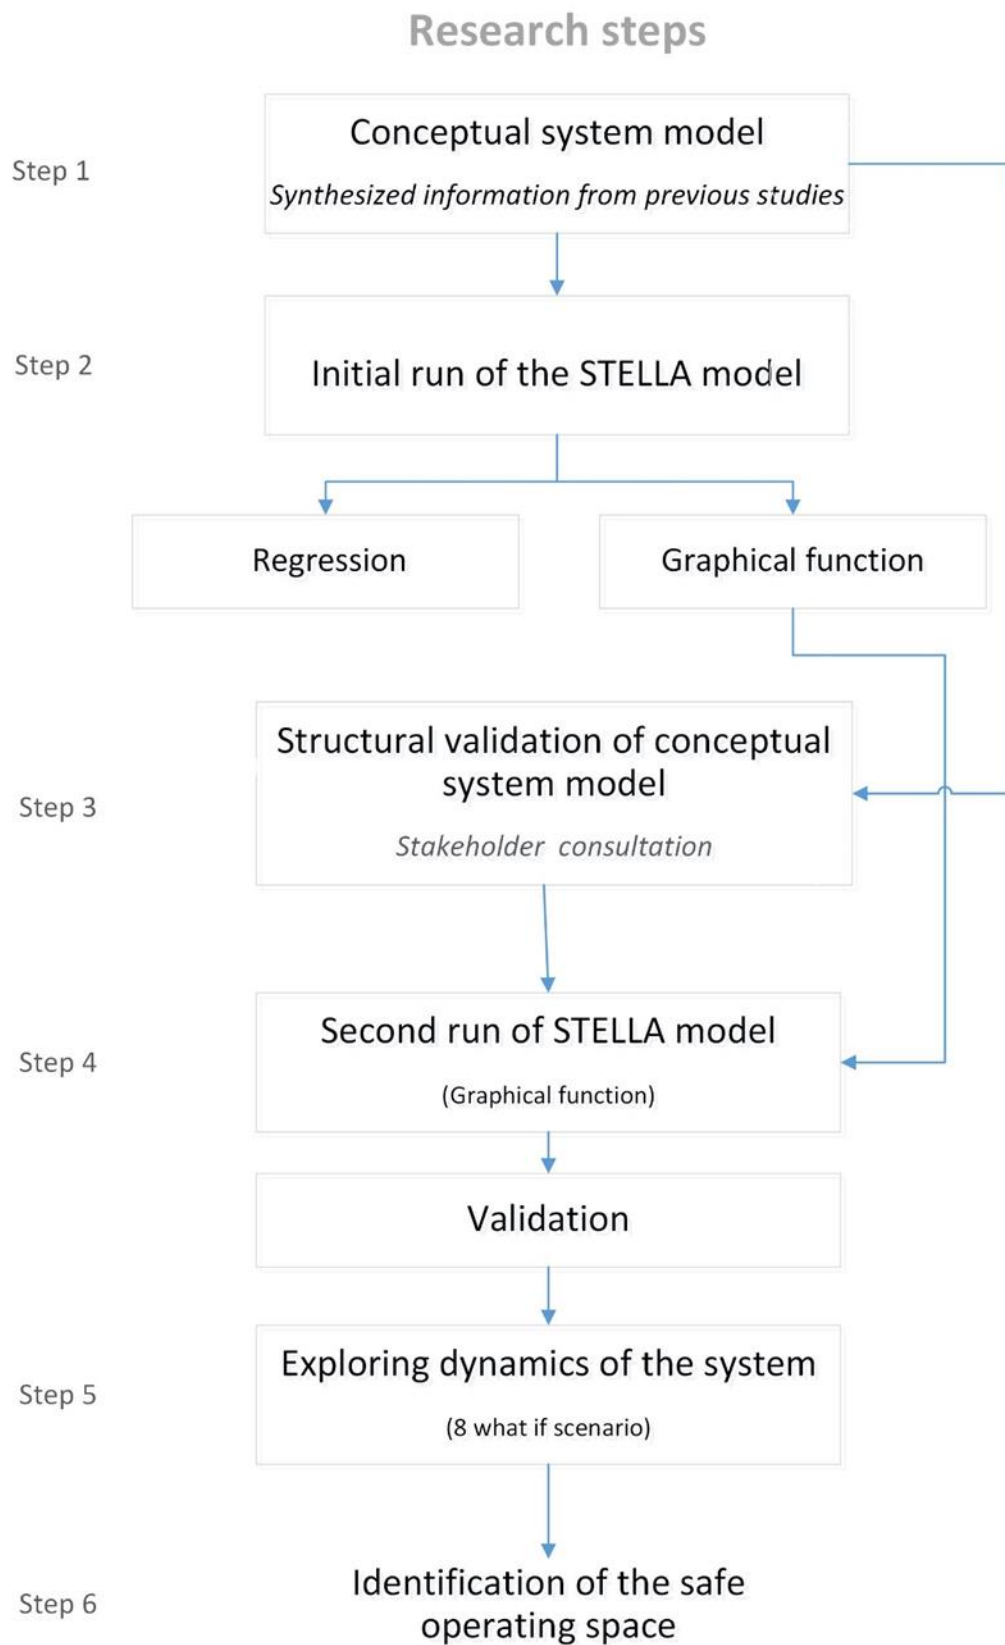 Research steps
Step 1
Conceptual system model
Synthesized information from previous studies
Step 2
Initial run of the STELLA model
Regression
Graphical function
Step 3
Structural validation of conceptual
system model
Stakeholder consultation
Step 4
Second run of STELLA model
(Graphical function)
Validation
Step 5
Exploring dynamics of the system
(8 what if scenario)
Step 6
Identification of the safe
operating space